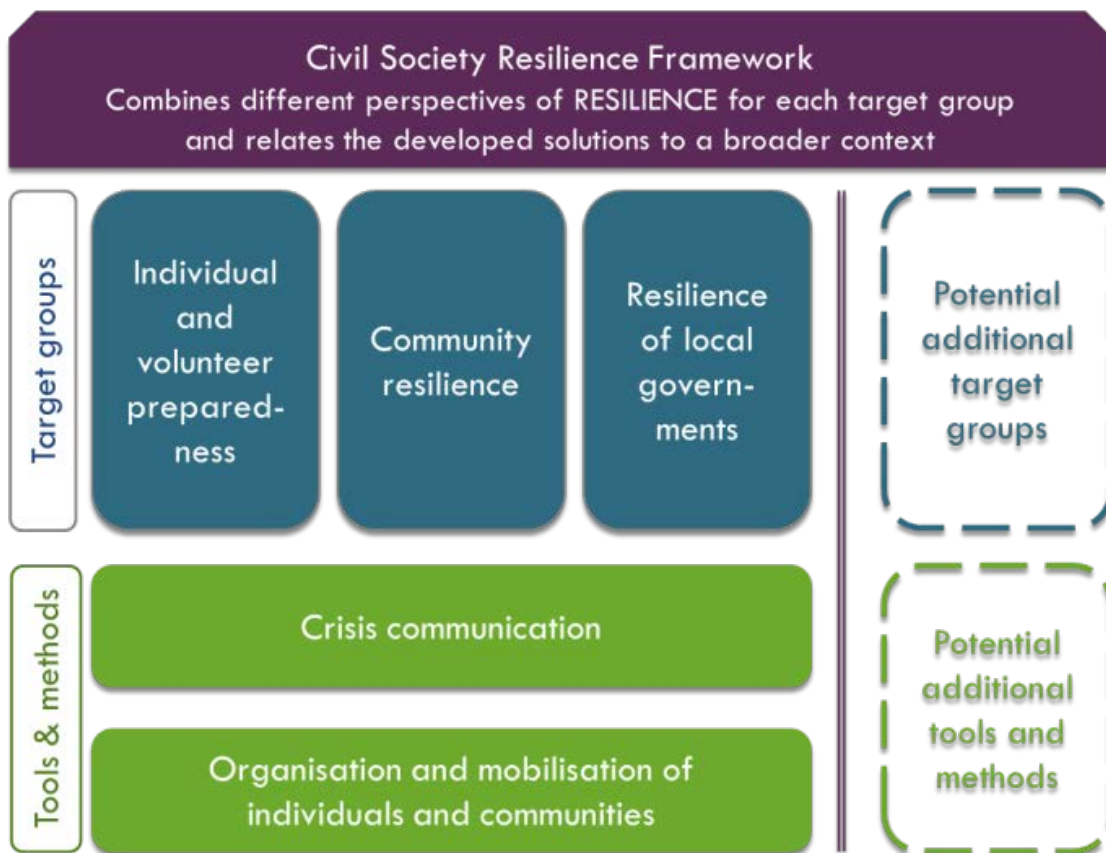 Civil Society Resilience Framework
Combines different perspectives of RESILIENCE for each target group
and relates the developed solutions to a broader context
Target groups
Individual
and
volunteer
prepared-
ness
Community
resilience
Resilience
of local
govern-
ments
Potential
additional
target
groups
Tools & methods
Crisis communication
Organisation and mobilisation of
individuals and communities
Potential
additional
tools and
methods